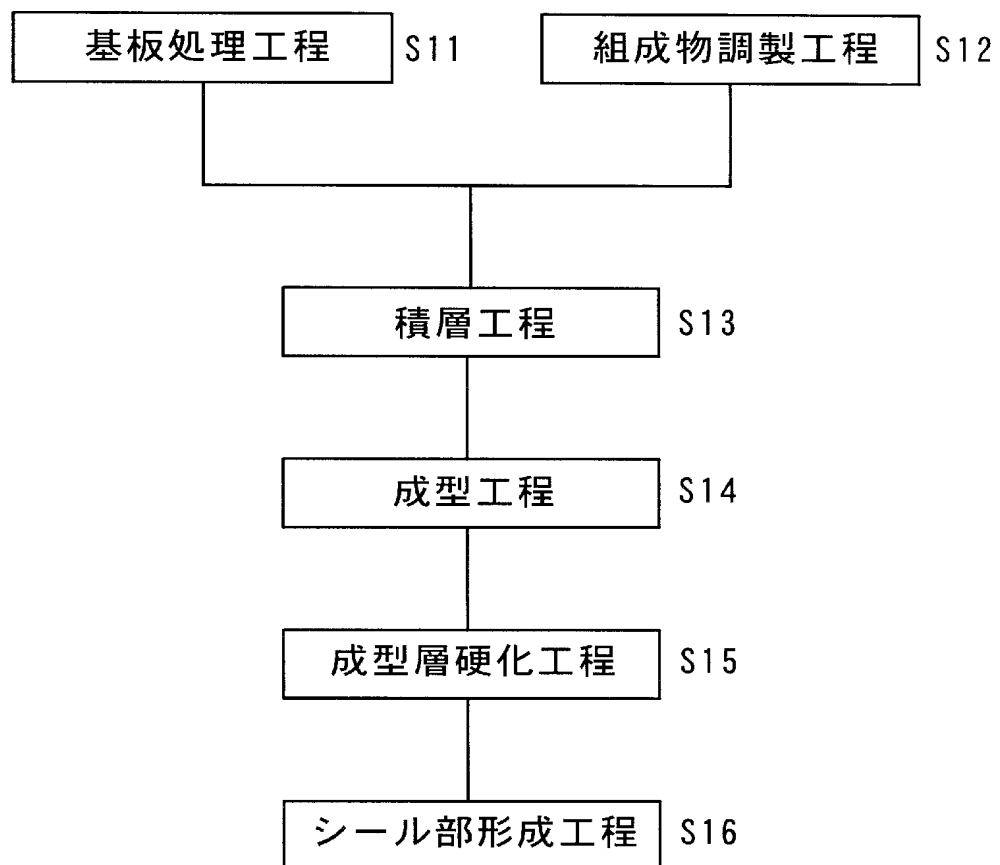 基板処理工程 S11
組成物調製工程 S12
積層工程 S13
成型工程 S14
成型層硬化工程 S15
シール部形成工程 S16